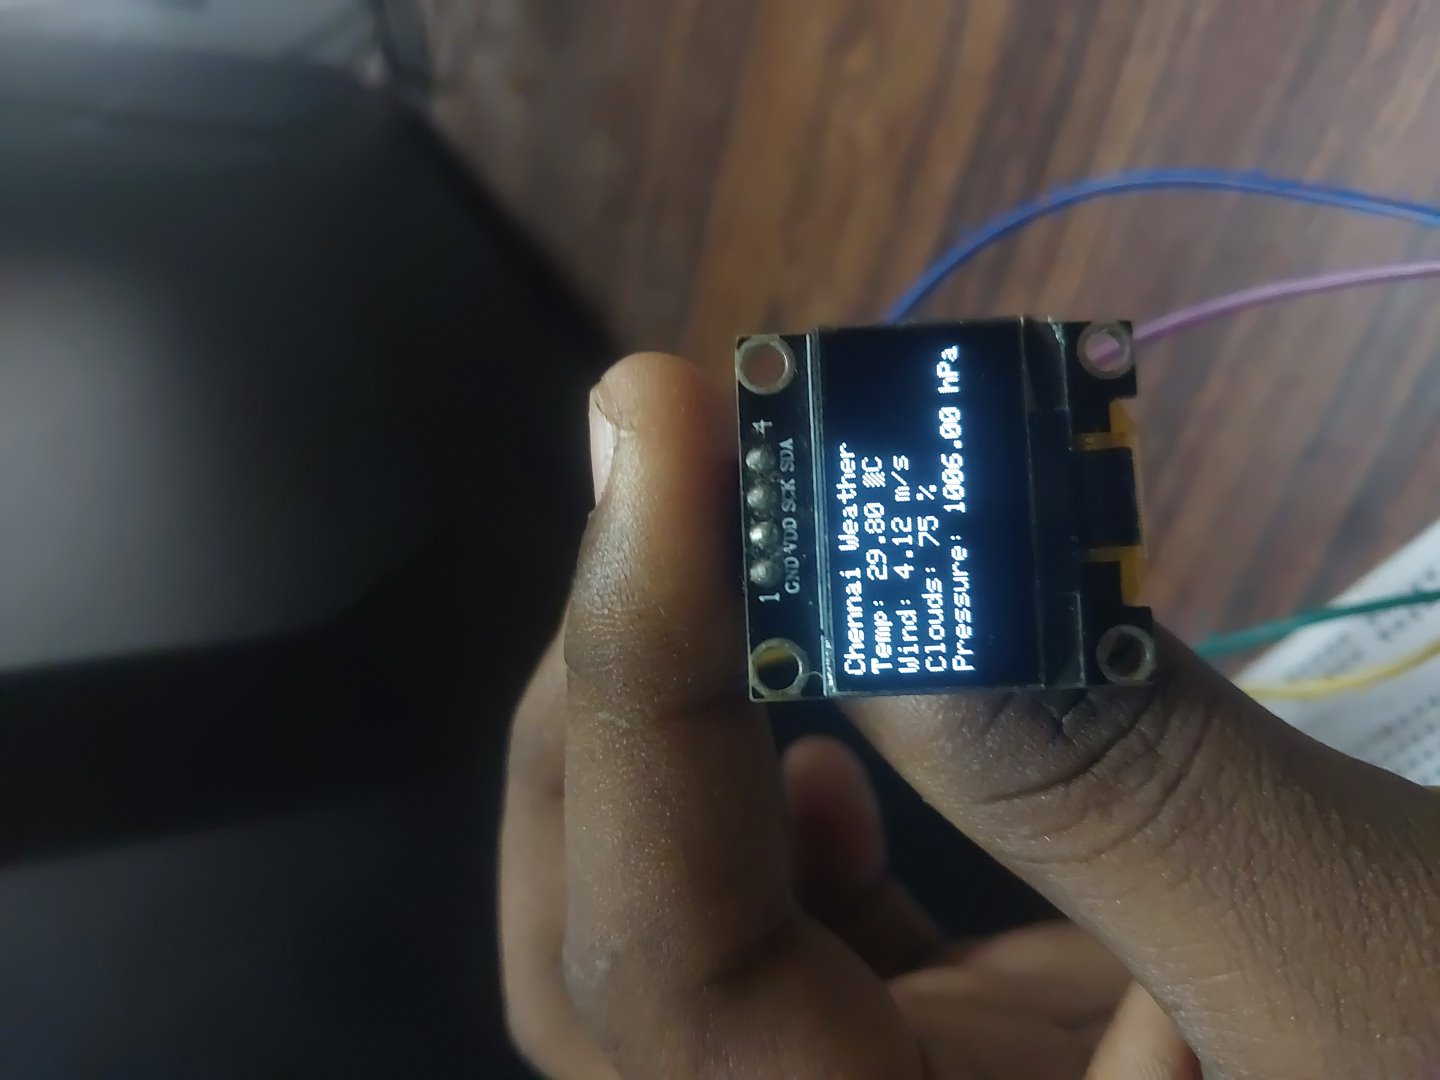 1 4
GND VDD SCK SDA
Chennai Weather
Temp: 29.80 ▒C
Wind: 4.12 m/s
Clouds: 75 %
Pressure: 1006.00 hPa